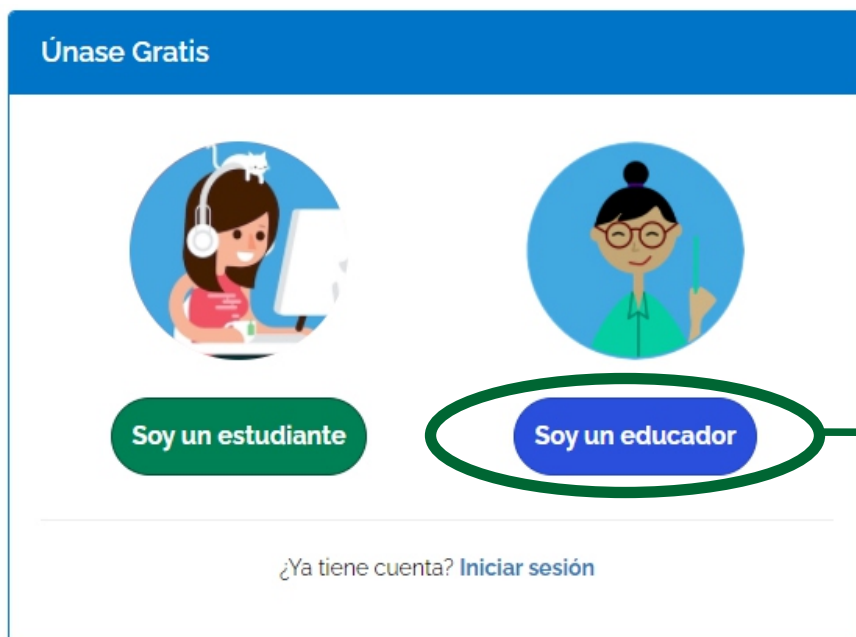 Únase Gratis
Soy un estudiante
Soy un educador
¿Ya tiene cuenta? Iniciar sesión